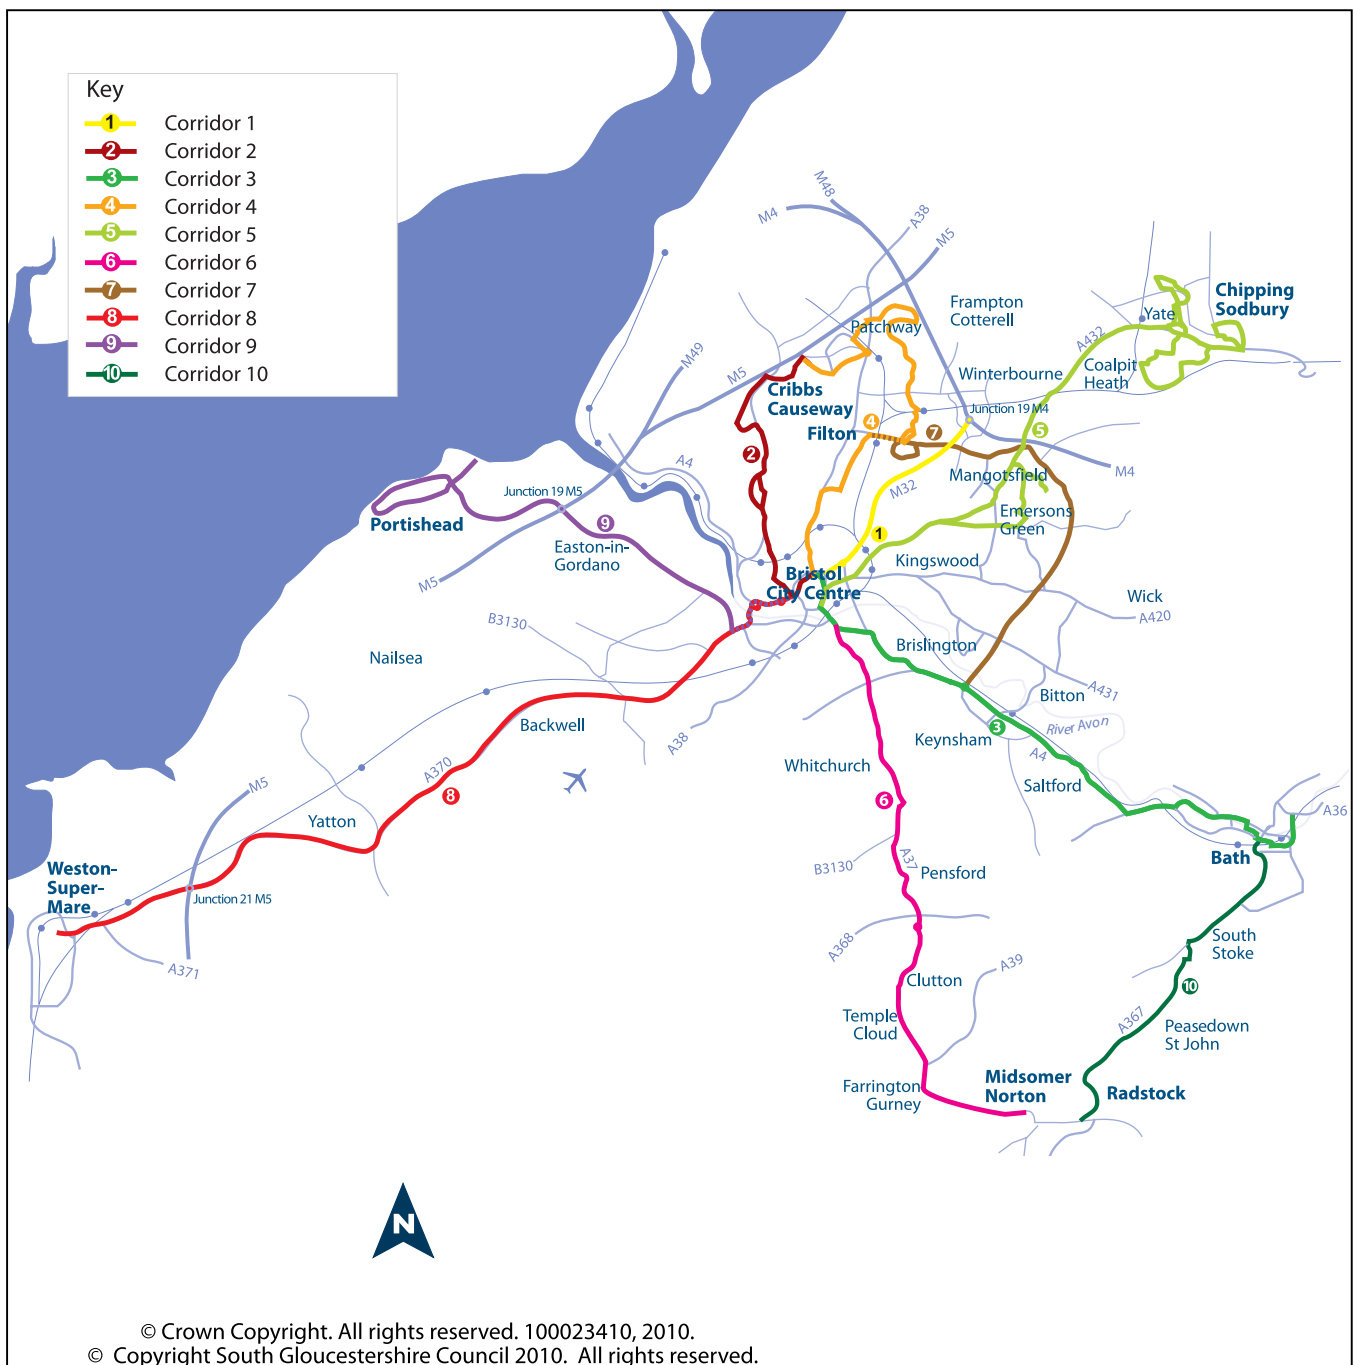 Key
1 Corridor 1
2 Corridor 2
3 Corridor 3
4 Corridor 4
5 Corridor 5
6 Corridor 6
7 Corridor 7
8 Corridor 8
9 Corridor 9
10 Corridor 10
M48
M4
A38
M5
Frampton
Cotterell
Chipping
Sodbury
Yate
Patchway
A432
M49
M5
Coalpit
Heath
Winterbourne
Cribbs
Causeway
Junction 19 M4
Filton
4
7
5
2
A4
M4
Mangotsfield
M32
Junction 19 M5
Portishead
9
Emersons
Green
1
Easton-in-
Gordano
Kingswood
M5
Bristol
City Centre
8
Wick
A420
B3130
Brislington
Nailsea
A431
Bitton
River Avon
Backwell
3
Keynsham
A38
A4
Whitchurch
A370
8
Saltford
M5
6
A36
Yatton
Bath
A37
B3130
Pensford
Weston-
Super-
Mare
Junction 21 M5
A368
South
Stoke
A371
A39
Clutton
10
Temple
Cloud
A367
Peasedown
St John
Midsomer
Norton
Farrington
Gurney
Radstock
N
© Crown Copyright. All rights reserved. 100023410, 2010.
© Copyright South Gloucestershire Council 2010. All rights reserved.